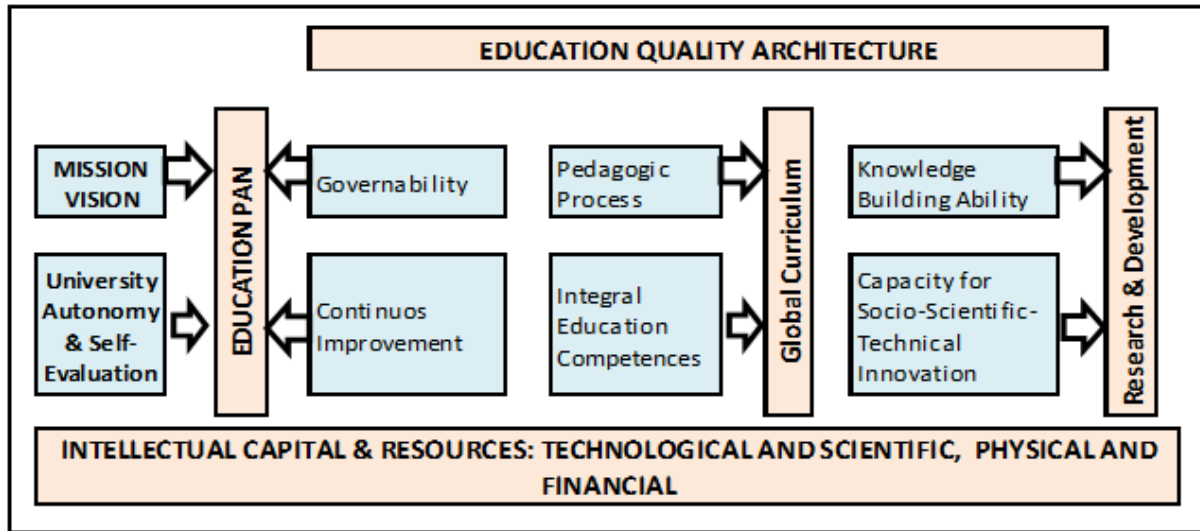 EDUCATION QUALITY ARCHITECTURE
MISSION
VISION
University
Autonomy
& Self-
Evaluation
EDUCATION PAN
Governability
Continuos
Improvement
Pedagogic
Process
Integral
Education
Competences
Global Curriculum
Knowledge
Building Ability
Capacity for
Socio-Scientific-
Technical
Innovation
Research & Development
INTELLECTUAL CAPITAL & RESOURCES: TECHNOLOGICAL AND SCIENTIFIC, PHYSICAL AND
FINANCIAL